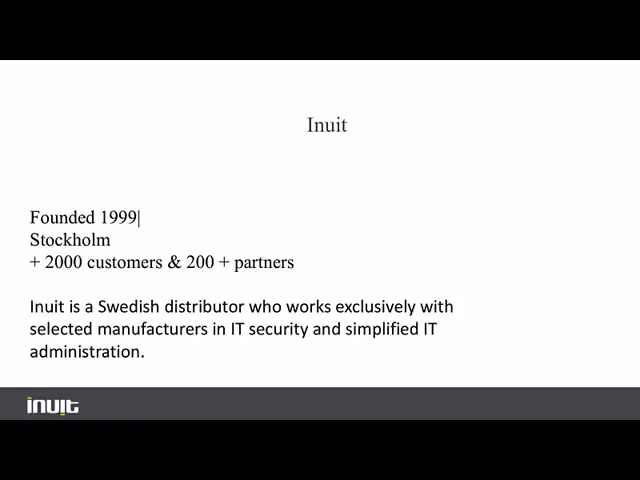 Inuit
Founded 1999|
Stockholm
+ 2000 customers & 200 + partners
Inuit is a Swedish distributor who works exclusively with
selected manufacturers in IT security and simplified IT
administration.
inuit